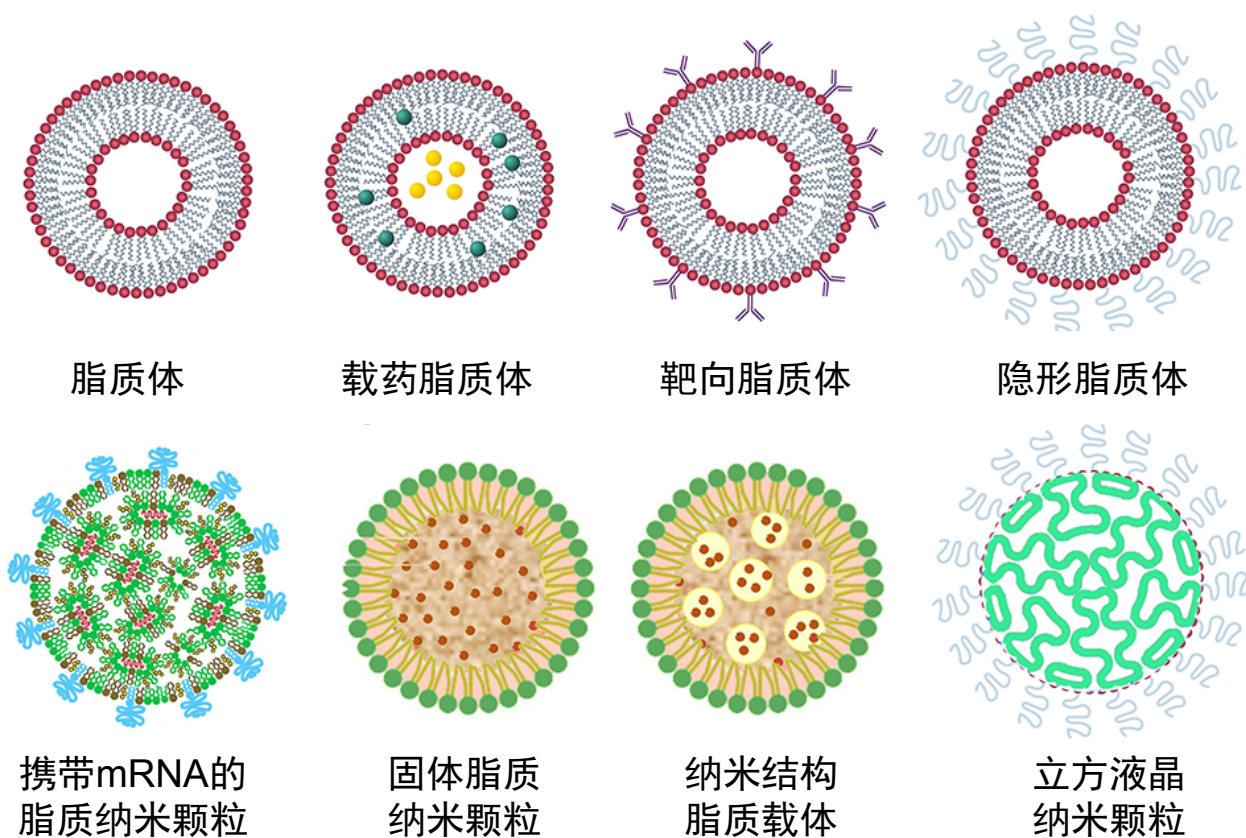 脂质体
载药脂质体
靶向脂质体
隐形脂质体
携带mRNA的
脂质纳米颗粒
固体脂质
纳米颗粒
纳米结构
脂质载体
立方液晶
纳米颗粒